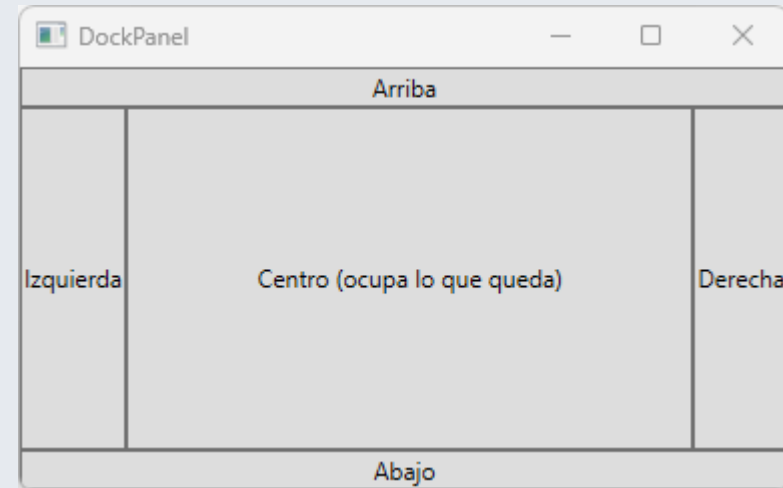 DockPanel
Arriba
Izquierda
Centro (ocupa lo que queda)
Derecha
Abajo